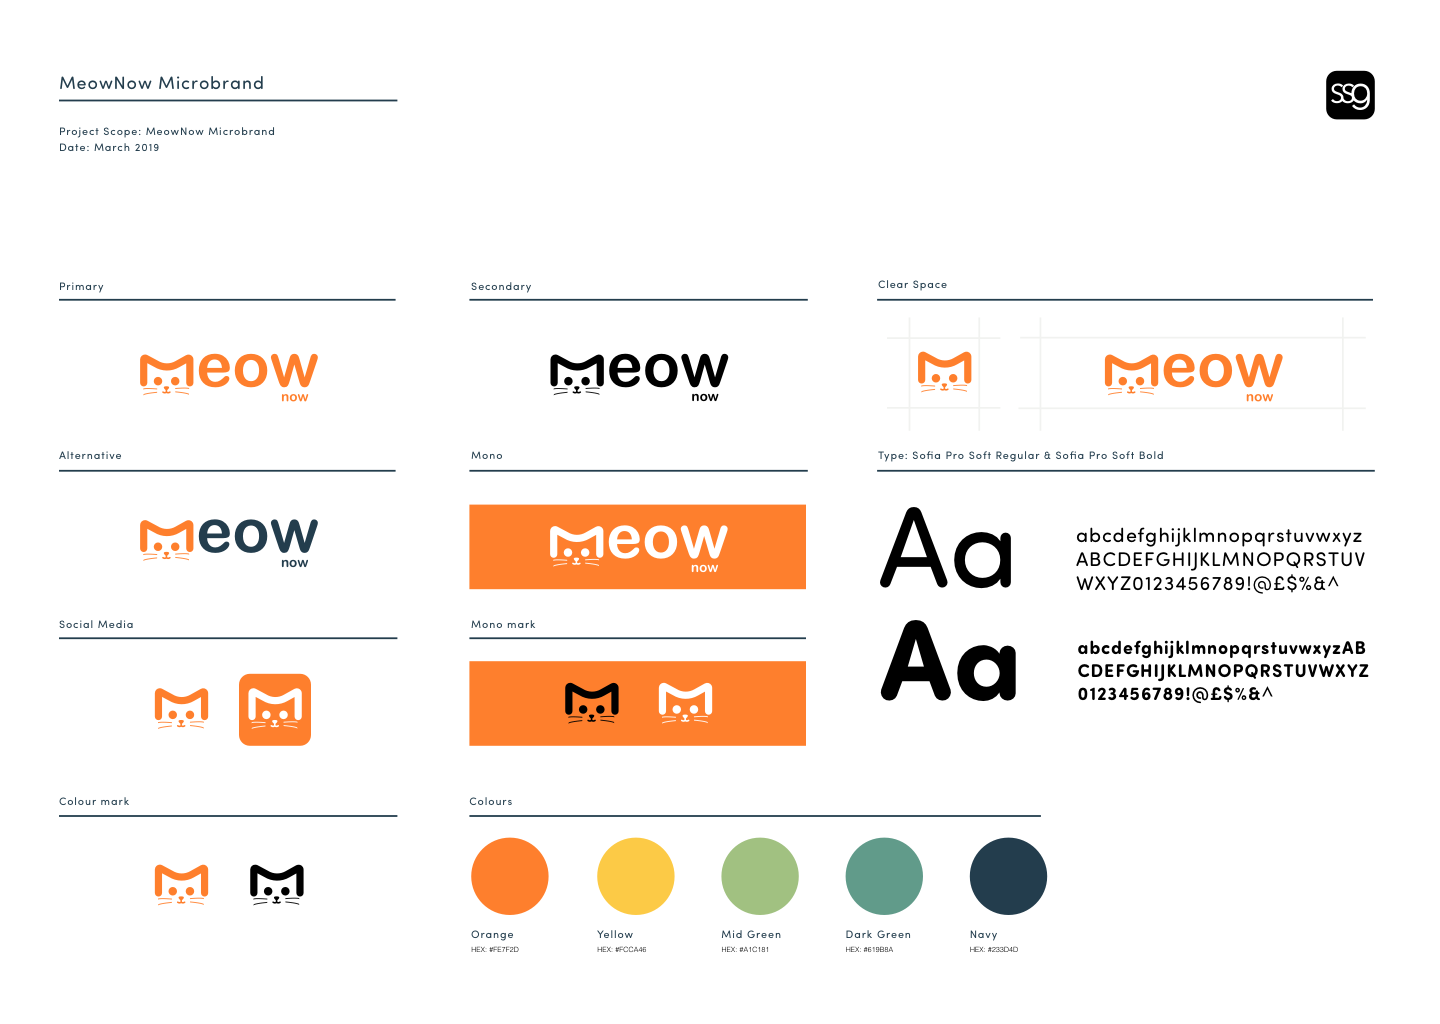 MeowNow Microbrand
ssg
Project Scope: MeowNow Microbrand
Date: March 2019
Primary
Meow
now
Secondary
Meow
now
Clear Space
M
Meow
now
Alternative
Meow
now
Mono
Meow
now
Type: Sofia Pro Soft Regular & Sofia Pro Soft Bold
Aa
abcdefghijklmnopqrstuvwxyz
ABCDEFGHIJKLMNOPQRSTUV
WXYZ0123456789!@£$%&^
Aa
abcdefghijklmnopqrstuvwxyzAB
CDEFGHIJKLMNOPQRSTUVWXYZ
0123456789!@£$%&^
Social Media
M M
Mono mark
M M
Colour mark
M M
Colours
Orange
HEX: #FE7F2D
Yellow
HEX: #FCCA46
Mid Green
HEX: #A1C181
Dark Green
HEX: #619B8A
Navy
HEX: #233D4D